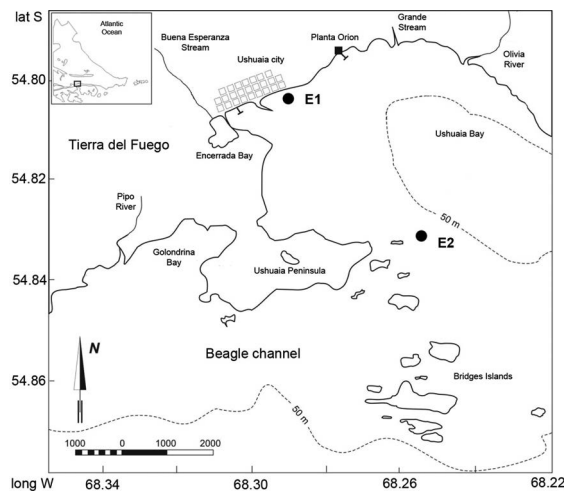 lat S
Atlantic
Ocean
Buena Esperanza
Stream
Planta Orion
Grande
Stream
Olivia
River
Ushuaia city
54.80
E1
Ushuaia Bay
Tierra del Fuego
Encerrada Bay
54.82
Pipo
River
50 m
E2
Golondrina
Bay
Ushuaia Peninsula
54.84
N
Beagle channel
54.86
Bridges Islands
50 m
1000 0 1000 2000
long W 68.34 68.30 68.26 68.22